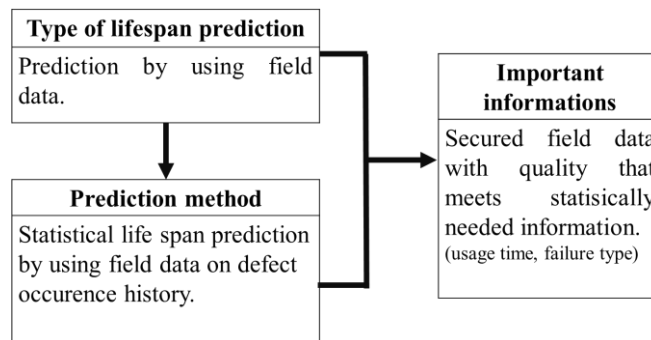 Type of lifespan prediction
Prediction by using field
data.
Prediction method
Statistical life span prediction
by using field data on defect
occurence history.
Important
informations
Secured field data
with quality that
meets statisically
needed information.
(usage time, failure type)